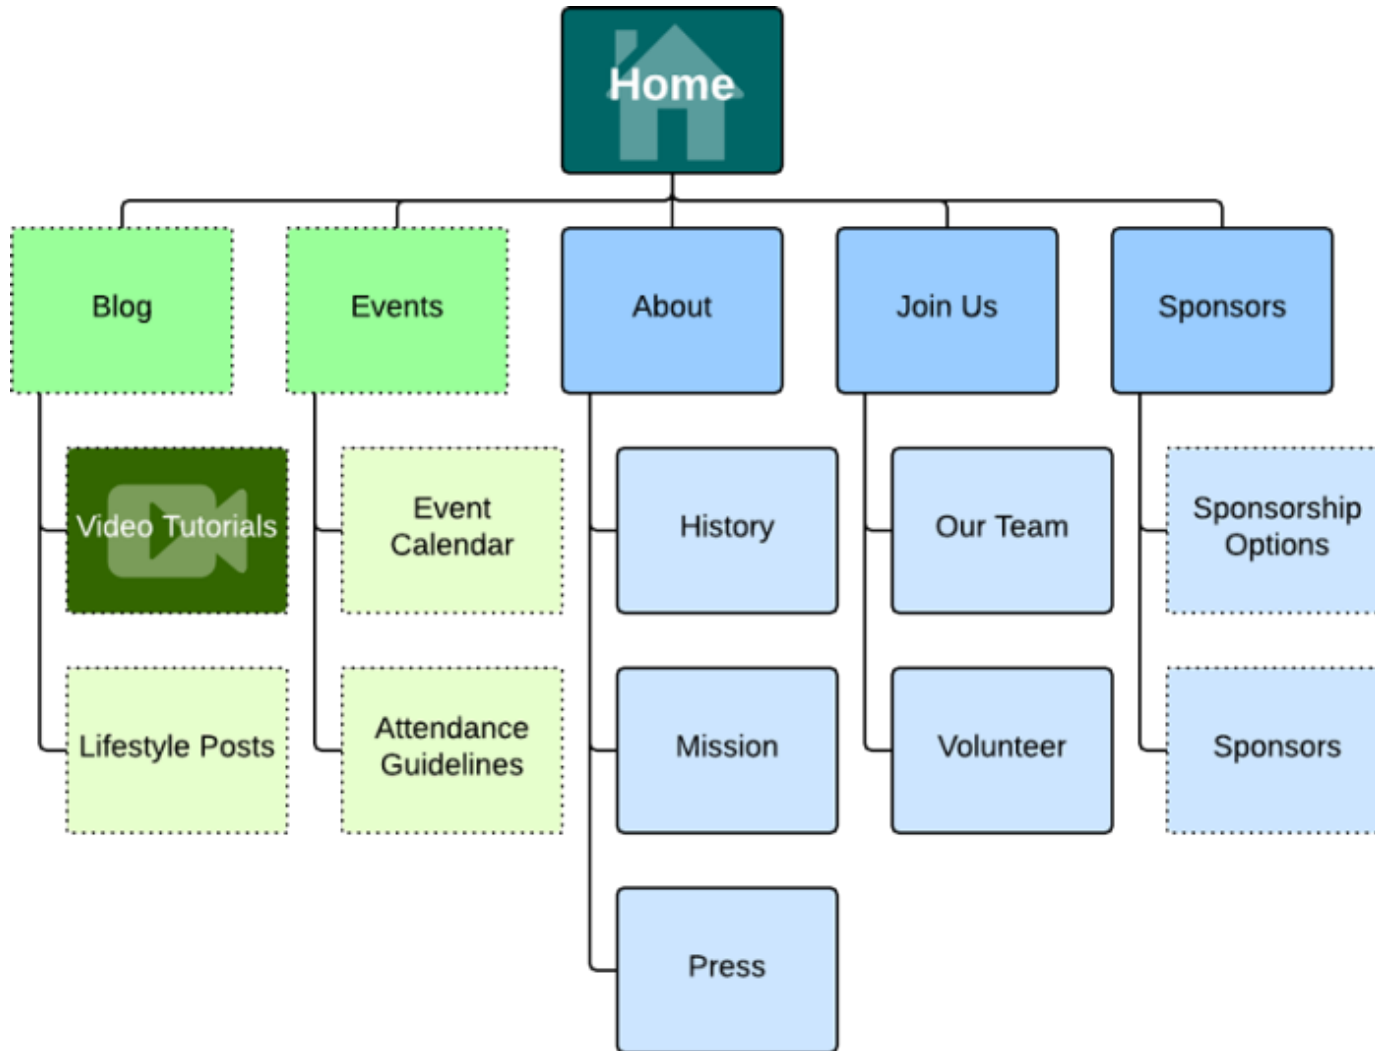 Home
Blog
Events
About
Join Us
Sponsors
Video Tutorials
Event
Calendar
History
Our Team
Sponsorship
Options
Lifestyle Posts
Attendance
Guidelines
Mission
Volunteer
Sponsors
Press